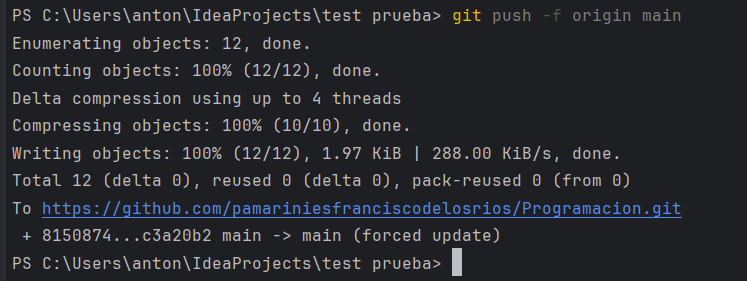 PS C:\Users\anton\IdeaProjects\test prueba> git push -f origin main
Enumerating objects: 12, done.
Counting objects: 100% (12/12), done.
Delta compression using up to 4 threads
Compressing objects: 100% (10/10), done.
Writing objects: 100% (12/12), 1.97 KiB | 288.00 KiB/s, done.
Total 12 (delta 0), reused 0 (delta 0), pack-reused 0 (from 0)
To https://github.com/pamariniesfranciscodelosrios/Programacion.git
 + 8150874...c3a20b2 main -> main (forced update)
PS C:\Users\anton\IdeaProjects\test prueba>